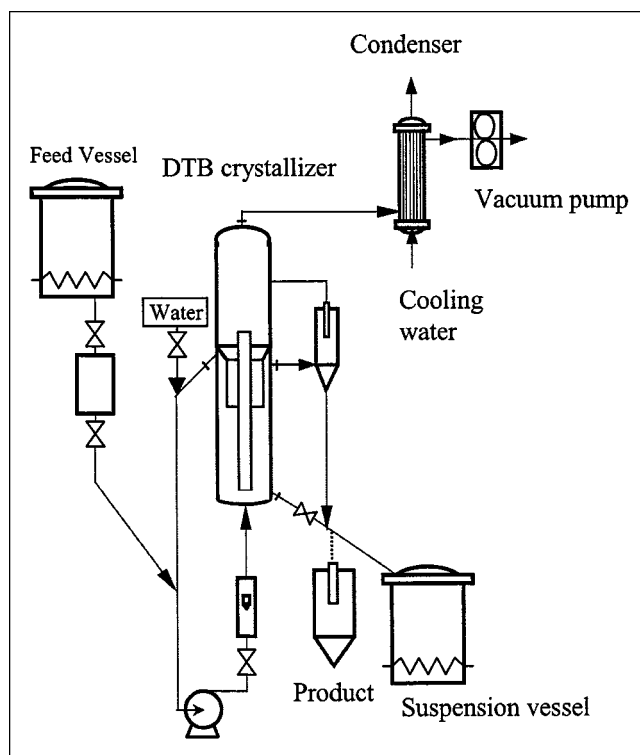 Condenser
Feed Vessel
DTB crystallizer
Vacuum pump
Cooling
water
Water
Product
Suspension vessel